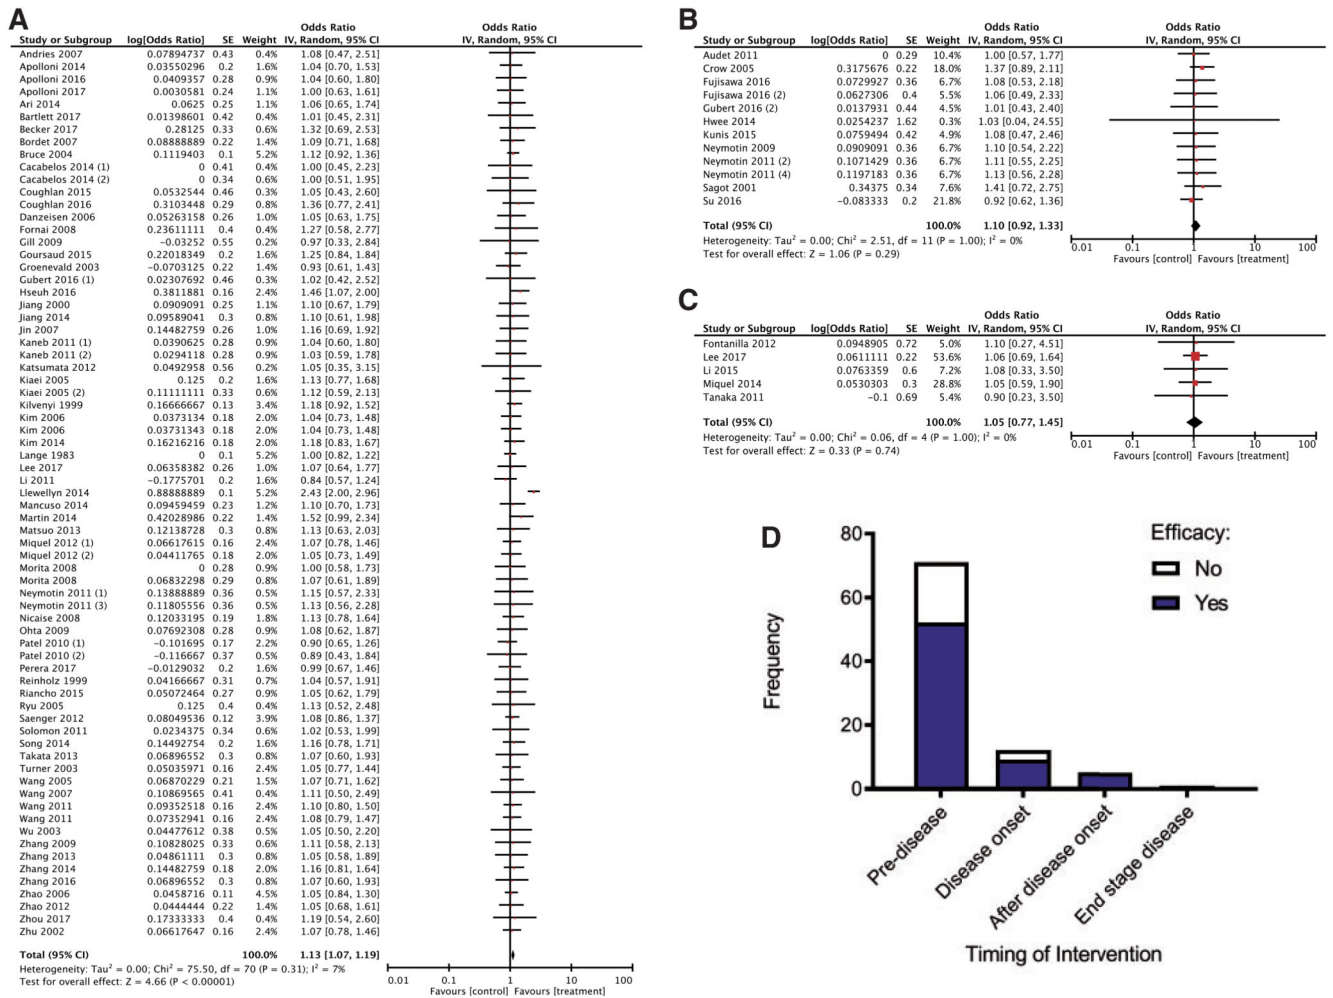 A
Odds Ratio Odds Ratio
Study or Subgroup log[Odds Ratio] SE Weight IV, Random, 95% CI IV, Random, 95% CI
Andries 2007 0.07894737 0.43 0.4% 1.08 [0.47, 2.51]
Apolloni 2014 0.03550296 0.2 1.6% 1.04 [0.70, 1.53]
Apolloni 2016 0.0409357 0.28 0.9% 1.04 [0.60, 1.80]
Apolloni 2017 0.0030581 0.24 1.2% 1.00 [0.63, 1.61]
Ari 2014 0.0625 0.25 1.1% 1.06 [0.65, 1.74]
Bartlett 2017 0.01398601 0.42 0.4% 1.01 [0.45, 2.31]
Becker 2017 0.28125 0.33 0.6% 1.32 [0.69, 2.53]
Bordet 2007 0.08888889 0.22 1.4% 1.09 [0.71, 1.68]
Bruce 2004 0.1119403 0.1 5.2% 1.12 [0.92, 1.36]
Cacabelos 2014 (1) 0 0.41 0.4% 1.00 [0.45, 2.23]
Cacabelos 2014 (2) 0 0.34 0.6% 1.00 [0.51, 1.95]
Coughlan 2015 0.0532544 0.46 0.3% 1.05 [0.43, 2.60]
Coughlan 2016 0.3103448 0.29 0.8% 1.36 [0.77, 2.41]
Danzeisen 2006 0.05263158 0.26 1.0% 1.05 [0.63, 1.75]
Fornai 2008 0.23611111 0.4 0.4% 1.27 [0.58, 2.77]
Gill 2009 -0.03252 0.55 0.2% 0.97 [0.33, 2.84]
Goursaud 2015 0.22018349 0.2 1.6% 1.25 [0.84, 1.84]
Groenevald 2003 -0.0703125 0.22 1.4% 0.93 [0.61, 1.43]
Gubert 2016 (1) 0.02307692 0.46 0.3% 1.02 [0.42, 2.52]
Hseuh 2016 0.3811881 0.16 2.4% 1.46 [1.07, 2.00]
Jiang 2000 0.0909091 0.25 1.1% 1.10 [0.67, 1.79]
Jiang 2014 0.09589041 0.3 0.8% 1.10 [0.61, 1.98]
Jin 2007 0.14482759 0.26 1.0% 1.16 [0.69, 1.92]
Kaneb 2011 (1) 0.0390625 0.28 0.9% 1.04 [0.60, 1.80]
Kaneb 2011 (2) 0.0294118 0.28 0.9% 1.03 [0.59, 1.78]
Katsumata 2012 0.0492958 0.56 0.2% 1.05 [0.35, 3.15]
Kiaei 2005 0.125 0.2 1.6% 1.13 [0.77, 1.68]
Kiaei 2005 (2) 0.11111111 0.33 0.6% 1.12 [0.59, 2.13]
Kilvenyi 1999 0.16666667 0.13 3.4% 1.18 [0.92, 1.52]
Kim 2006 0.0373134 0.18 2.0% 1.04 [0.73, 1.48]
Kim 2006 0.03731343 0.18 2.0% 1.04 [0.73, 1.48]
Kim 2014 0.16216216 0.18 2.0% 1.18 [0.83, 1.67]
Lange 1983 0 0.1 5.2% 1.00 [0.82, 1.22]
Lee 2017 0.06358382 0.26 1.0% 1.07 [0.64, 1.77]
Li 2011 -0.1775701 0.2 1.6% 0.84 [0.57, 1.24]
Llewellyn 2014 0.88888889 0.1 5.2% 2.43 [2.00, 2.96]
Mancuso 2014 0.09459459 0.23 1.3% 1.10 [0.70, 1.73]
Martin 2014 0.42028986 0.22 1.4% 1.52 [0.99, 2.34]
Matsuo 2013 0.12138728 0.3 0.8% 1.13 [0.63, 2.03]
Miquel 2012 (1) 0.06617615 0.16 2.4% 1.07 [0.78, 1.46]
Miquel 2012 (2) 0.04411765 0.18 2.0% 1.05 [0.73, 1.49]
Morita 2008 0 0.28 0.9% 1.00 [0.58, 1.73]
Morita 2008 0.06832298 0.29 0.8% 1.07 [0.61, 1.89]
Neymotin 2011 (1) 0.13888889 0.36 0.5% 1.15 [0.57, 2.33]
Neymotin 2011 (3) 0.11805556 0.36 0.5% 1.13 [0.56, 2.28]
Nicaise 2008 0.12033195 0.19 1.8% 1.13 [0.78, 1.64]
Ohta 2009 0.07692308 0.28 0.9% 1.08 [0.62, 1.87]
Patel 2010 (1) -0.101695 0.17 2.2% 0.90 [0.65, 1.26]
Patel 2010 (2) -0.116667 0.37 0.5% 0.89 [0.43, 1.84]
Perera 2017 -0.0129032 0.2 1.6% 0.99 [0.67, 1.46]
Reinholz 1999 0.04166667 0.31 0.7% 1.04 [0.57, 1.91]
Riancho 2015 0.05072464 0.27 0.9% 1.05 [0.62, 1.79]
Ryu 2005 0.125 0.4 0.4% 1.13 [0.52, 2.48]
Saenger 2012 0.08049536 0.12 3.9% 1.08 [0.86, 1.37]
Solomon 2011 0.0234375 0.34 0.6% 1.02 [0.53, 1.99]
Song 2014 0.14492754 0.2 1.6% 1.16 [0.78, 1.71]
Takata 2013 0.06896552 0.3 0.8% 1.07 [0.60, 1.93]
Turner 2003 0.05035971 0.16 2.4% 1.05 [0.77, 1.44]
Wang 2005 0.06870229 0.21 1.5% 1.07 [0.71, 1.62]
Wang 2007 0.10869565 0.41 0.4% 1.11 [0.50, 2.49]
Wang 2011 0.09352518 0.16 2.4% 1.10 [0.80, 1.50]
Wang 2011 0.07352941 0.16 2.4% 1.08 [0.79, 1.47]
Wu 2003 0.04477612 0.38 0.5% 1.05 [0.50, 2.20]
Zhang 2009 0.10828025 0.33 0.6% 1.11 [0.58, 2.13]
Zhang 2013 0.04861111 0.3 0.8% 1.05 [0.58, 1.89]
Zhang 2014 0.14482759 0.18 2.0% 1.16 [0.81, 1.64]
Zhang 2016 0.06896552 0.3 0.8% 1.07 [0.60, 1.93]
Zhao 2006 0.0458716 0.11 4.5% 1.05 [0.84, 1.30]
Zhao 2012 0.0444444 0.22 1.4% 1.05 [0.68, 1.61]
Zhou 2017 0.17333333 0.4 0.4% 1.19 [0.54, 2.60]
Zhu 2002 0.06617647 0.16 2.4% 1.07 [0.78, 1.46]
Total (95% CI) 100.0% 1.13 [1.07, 1.19]
Heterogeneity: Tau² = 0.00; Chi² = 75.50, df = 70 (P = 0.31); I² = 7%
Test for overall effect: Z = 4.66 (P < 0.00001)
0.01 0.1 1 10 100
Favours [control] Favours [treatment]
B
Odds Ratio Odds Ratio
Study or Subgroup log[Odds Ratio] SE Weight IV, Random, 95% CI IV, Random, 95% CI
Audet 2011 0 0.29 10.4% 1.00 [0.57, 1.77]
Crow 2005 0.3175676 0.22 18.0% 1.37 [0.89, 2.11]
Fujisawa 2016 0.0729927 0.36 6.7% 1.08 [0.53, 2.18]
Fujisawa 2016 (2) 0.0627306 0.4 5.5% 1.06 [0.49, 2.33]
Gubert 2016 (2) 0.0137931 0.44 4.5% 1.01 [0.43, 2.40]
Hwee 2014 0.0254237 1.62 0.3% 1.03 [0.04, 24.55]
Kunis 2015 0.0759494 0.42 4.9% 1.08 [0.47, 2.46]
Neymotin 2009 0.0909091 0.36 6.7% 1.10 [0.54, 2.22]
Neymotin 2011 (2) 0.1071429 0.36 6.7% 1.11 [0.55, 2.25]
Neymotin 2011 (4) 0.1197183 0.36 6.7% 1.13 [0.56, 2.28]
Sagot 2001 0.34375 0.34 7.6% 1.41 [0.72, 2.75]
Su 2016 -0.083333 0.2 21.8% 0.92 [0.62, 1.36]
Total (95% CI) 100.0% 1.10 [0.92, 1.33]
Heterogeneity: Tau² = 0.00; Chi² = 2.51, df = 11 (P = 1.00); I² = 0%
Test for overall effect: Z = 1.06 (P = 0.29)
0.01 0.1 1 10 100
Favours [control] Favours [treatment]
C
Odds Ratio Odds Ratio
Study or Subgroup log[Odds Ratio] SE Weight IV, Random, 95% CI IV, Random, 95% CI
Fontanilla 2012 0.0948905 0.72 5.0% 1.10 [0.27, 4.51]
Lee 2017 0.0611111 0.22 53.6% 1.06 [0.69, 1.64]
Li 2015 0.0763359 0.6 7.2% 1.08 [0.33, 3.50]
Miquel 2014 0.0530303 0.3 28.8% 1.05 [0.59, 1.90]
Tanaka 2011 -0.1 0.69 5.4% 0.90 [0.23, 3.50]
Total (95% CI) 100.0% 1.05 [0.77, 1.45]
Heterogeneity: Tau² = 0.00; Chi² = 0.06, df = 4 (P = 1.00); I² = 0%
Test for overall effect: Z = 0.33 (P = 0.74)
0.01 0.1 1 10 100
Favours [control] Favours [treatment]
D
Efficacy:
No
Yes
80
60
40
20
0
Frequency
Pre-disease
Disease onset
After disease onset
End stage disease
Timing of Intervention